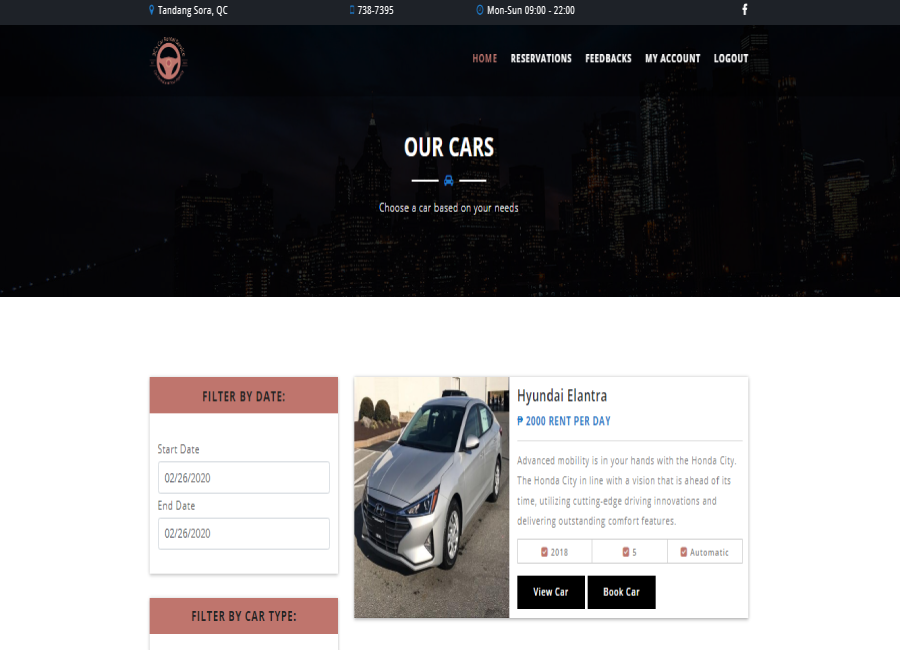 Tandang Sora, QC
738-7395
Mon-Sun 09:00 - 22:00
HOME
RESERVATIONS
FEEDBACKS
MY ACCOUNT
LOGOUT
OUR CARS
Choose a car based on your needs
FILTER BY DATE:
Start Date
02/26/2020
End Date
02/26/2020
FILTER BY CAR TYPE:
Hyundai Elantra
₱ 2000 RENT PER DAY
Advanced mobility is in your hands with the Honda City.
The Honda City in line with a vision that is ahead of its
time, utilizing cutting-edge driving innovations and
delivering outstanding comfort features.
2018
5
Automatic
View Car
Book Car